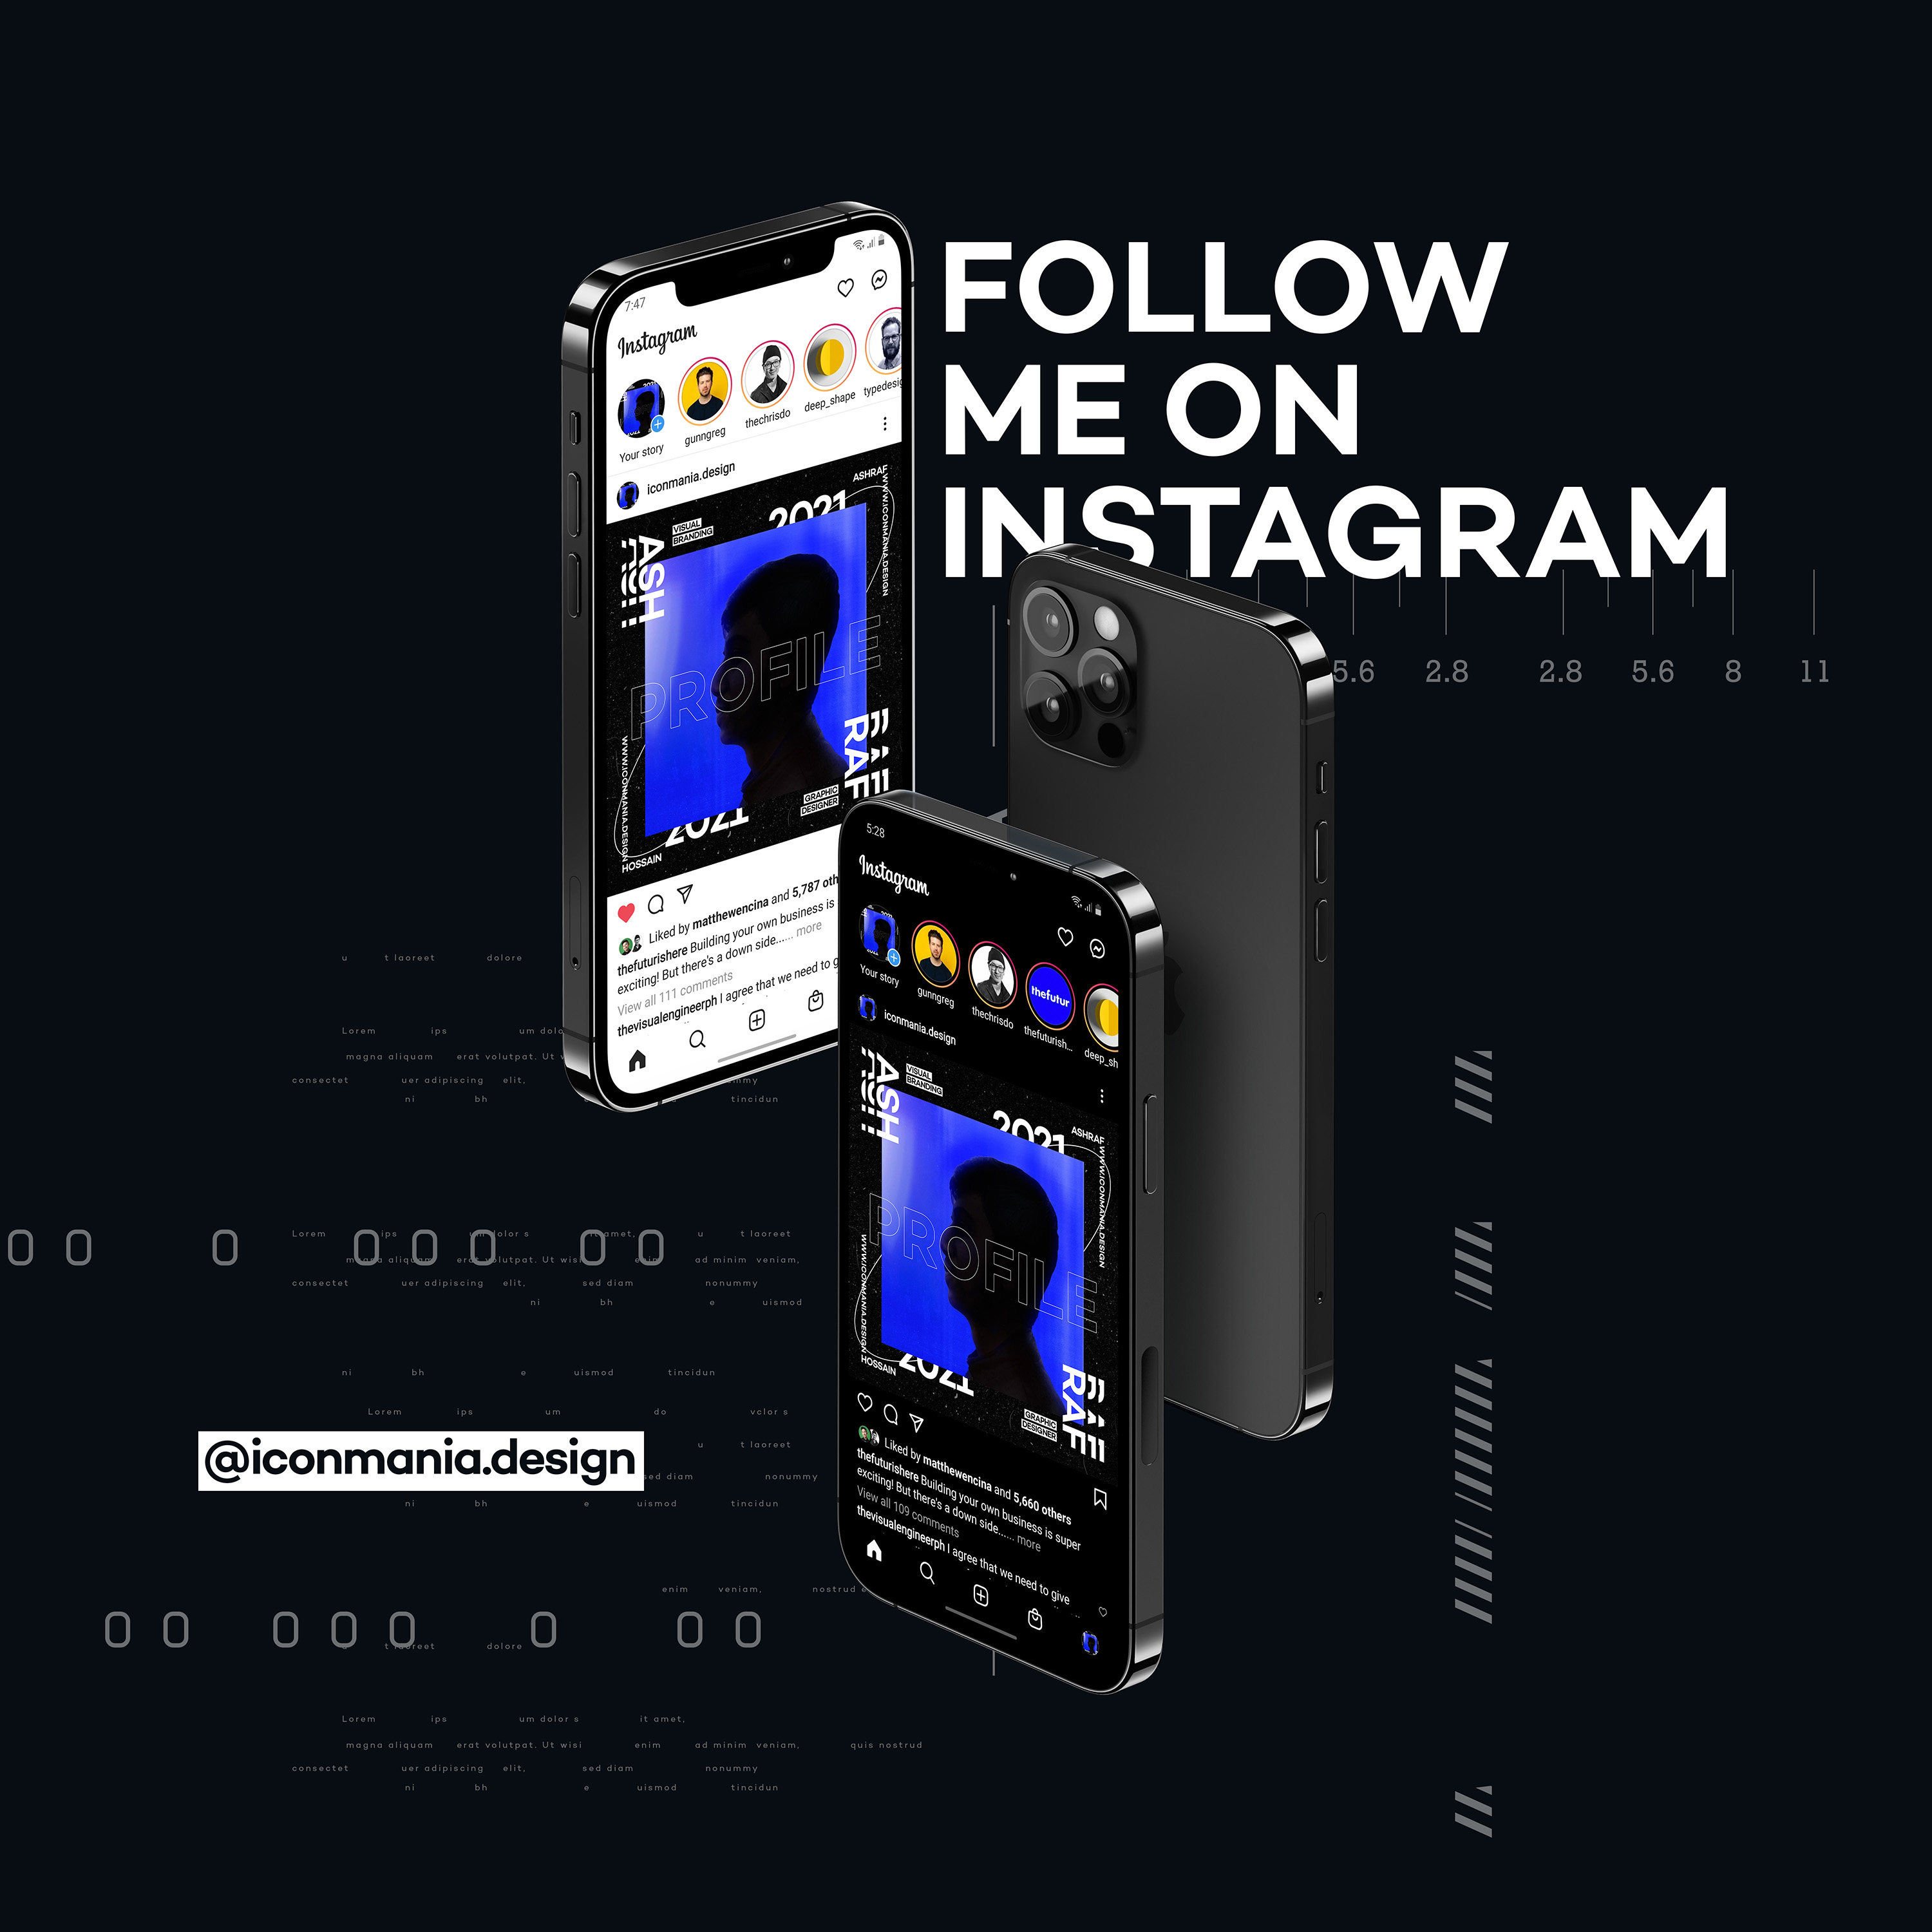 FOLLOW
ME ON
INSTAGRAM
5.6 2.8 2.8 5.6 8 11
7:47
Instagram
Your story gunngreg thechrisdo deep_shape typedesig
iconmania.design
ASHRAF
WWW.ICONMANIA.DESIGN
VISUAL
BRANDING
2021
ASH
PROFILE
RAF
WWW.ICONMANIA.DESIGN
GRAPHIC
DESIGNER
2021
HOSSAIN
Liked by matthewencina and 5,787 oth
thefuturishere Building your own business is
exciting! But there's a down side...... more
View all 111 comments
thevisualengineerph I agree that we need to g
5:28
Instagram
Your story gunngreg thechrisdo thefuturish... deep_sh
thefutur
iconmania.design
VISUAL
BRANDING
2021
ASHRAF
WWW.ICONMANIA.DESIGN
ASH
PROFILE
RAF
WWW.ICONMANIA.DESIGN
HOSSAIN
2021
GRAPHIC
DESIGNER
Liked by matthewencina and 5,660 others
thefuturishere Building your own business is super
exciting! But there's a down side...... more
View all 109 comments
thevisualengineerph I agree that we need to give
u t laoreet dolore
Lorem ips um dolo
magna aliquam erat volutpat. Ut w
consectet uer adipiscing elit, mmy
ni bh tincidun
0 0 0 0 0 0 0 0
Lorem ips um dolor s it amet, u t laoreet
magna aliquam erat volutpat. Ut wisi enim ad minim veniam,
consectet uer adipiscing elit, sed diam nonummy
ni bh e uismod
ni bh e uismod tincidun
Lorem ips um do vclor s
u t laoreet
@iconmania.design
sed diam nonummy
ni bh e uismod tincidun
enim veniam, nostrud e
0 0 0 0 0 0 0 0
t laoreet dolore
Lorem ips um dolor s it amet,
magna aliquam erat volutpat. Ut wisi enim ad minim veniam, quis nostrud
consectet uer adipiscing elit, sed diam nonummy
ni bh e uismod tincidun